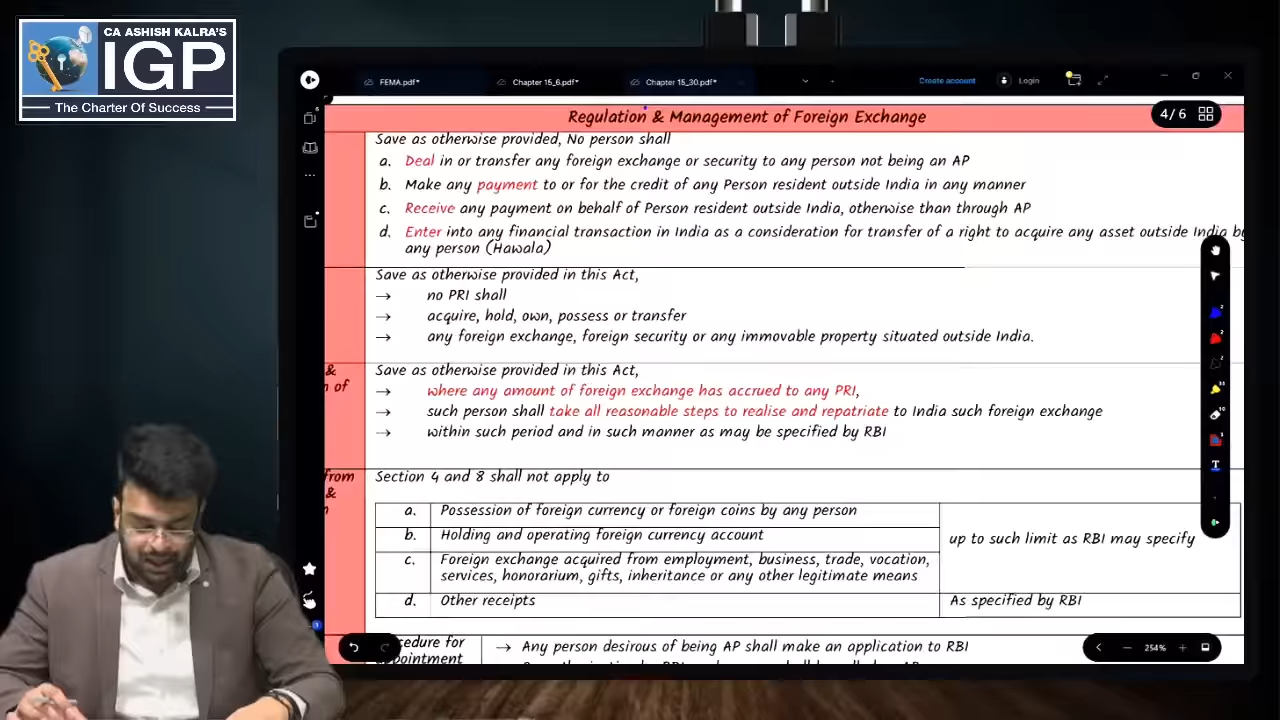 CA ASHISH KALRA'S
IGP
The Charter Of Success
FEMA.pdf*
Chapter 15_6.pdf*
Chapter 15_30.pdf*
Create account
Login
Regulation & Management of Foreign Exchange
4/6
Save as otherwise provided, No person shall
a. Deal in or transfer any foreign exchange or security to any person not being an AP
b. Make any payment to or for the credit of any Person resident outside India in any manner
c. Receive any payment on behalf of Person resident outside India, otherwise than through AP
d. Enter into any financial transaction in India as a consideration for transfer of a right to acquire any asset outside India by
any person (Hawala)
Save as otherwise provided in this Act,
→ no PRI shall
→ acquire, hold, own, possess or transfer
→ any foreign exchange, foreign security or any immovable property situated outside India.
&
n of
Save as otherwise provided in this Act,
→ where any amount of foreign exchange has accrued to any PRI,
→ such person shall take all reasonable steps to realise and repatriate to India such foreign exchange
→ within such period and in such manner as may be specified by RBI
from
&
n
Section 4 and 8 shall not apply to
a. Possession of foreign currency or foreign coins by any person
b. Holding and operating foreign currency account
up to such limit as RBI may specify
c. Foreign exchange acquired from employment, business, trade, vocation,
services, honorarium, gifts, inheritance or any other legitimate means
d. Other receipts
As specified by RBI
cedure for
appointment
→ Any person desirous of being AP shall make an application to RBI
254%